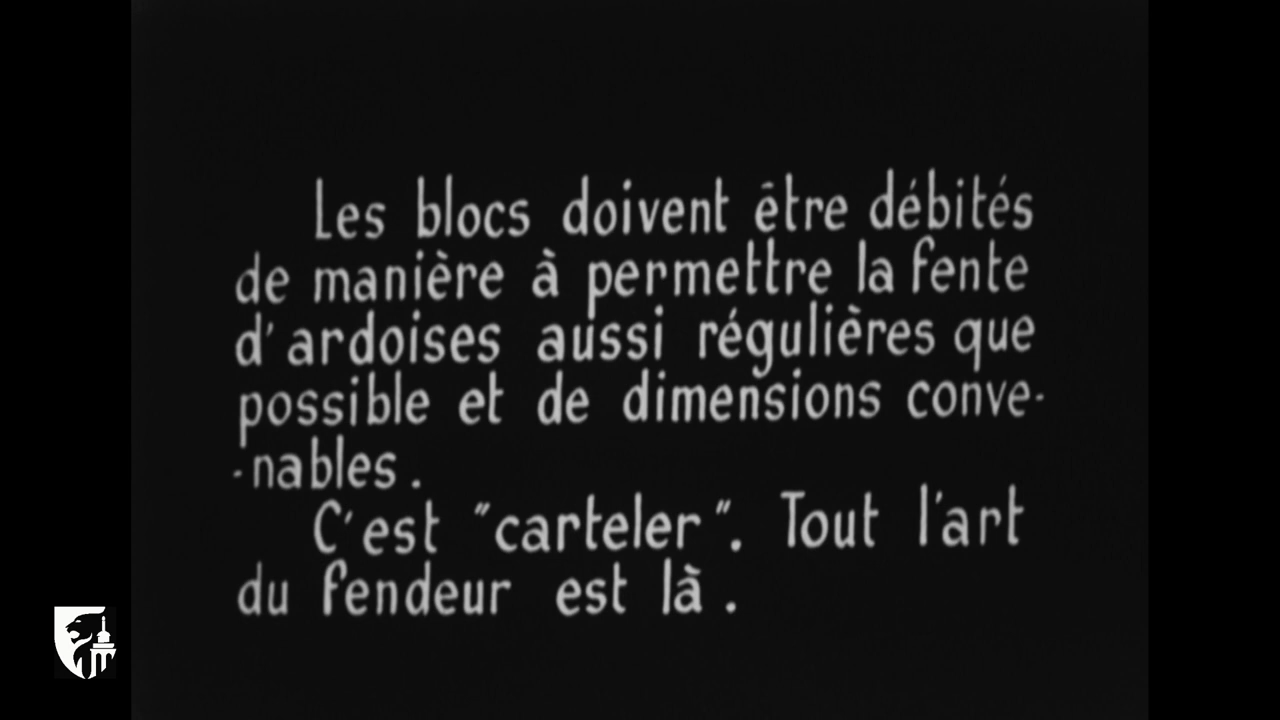 Les blocs doivent être débités
de manière à permettre la fente
d'ardoises aussi régulières que
possible et de dimensions conve-
-nables.
C'est "carteler". Tout l'art
du fendeur est là.